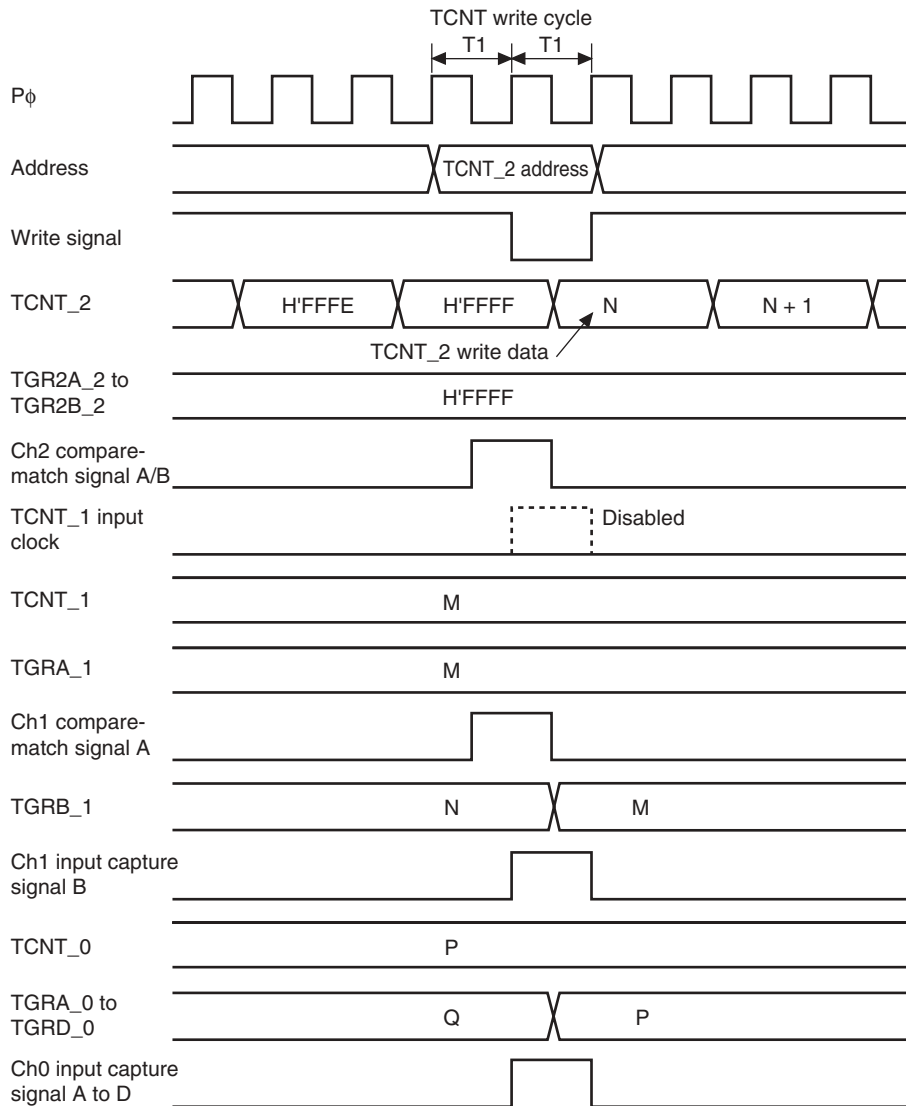 TCNT write cycle
T1 T1
Pϕ
Address
TCNT_2 address
Write signal
TCNT_2
H'FFFE H'FFFF N N + 1
TCNT_2 write data
TGR2A_2 to
TGR2B_2
H'FFFF
Ch2 compare-
match signal A/B
TCNT_1 input
clock
Disabled
TCNT_1
M
TGRA_1
M
Ch1 compare-
match signal A
TGRB_1
N M
Ch1 input capture
signal B
TCNT_0
P
TGRA_0 to
TGRD_0
Q P
Ch0 input capture
signal A to D